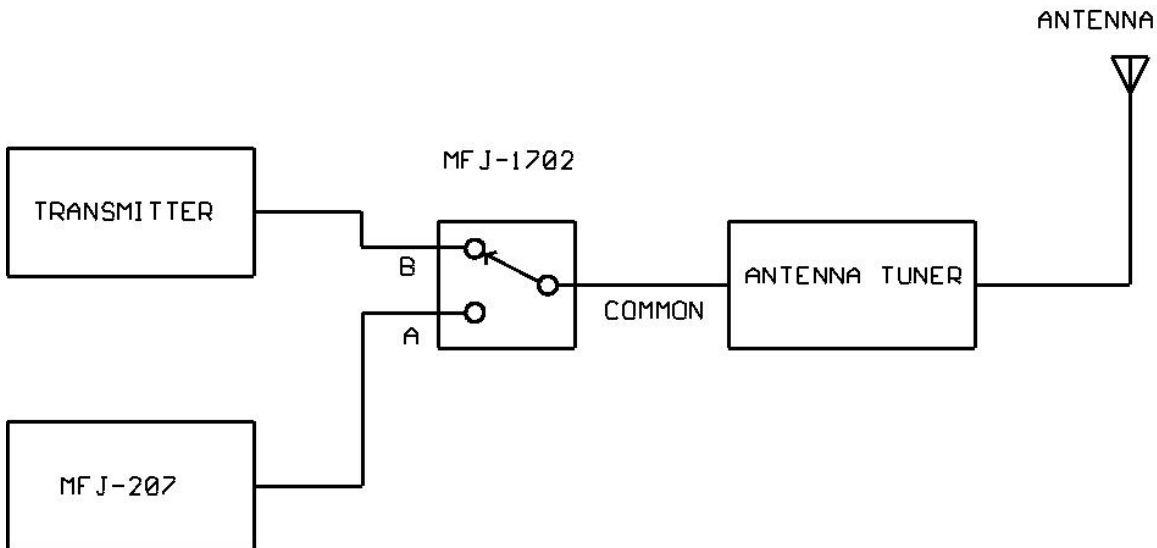 ANTENNA
MFJ-1702
TRANSMITTER
B
ANTENNA TUNER
COMMON
A
MFJ-207